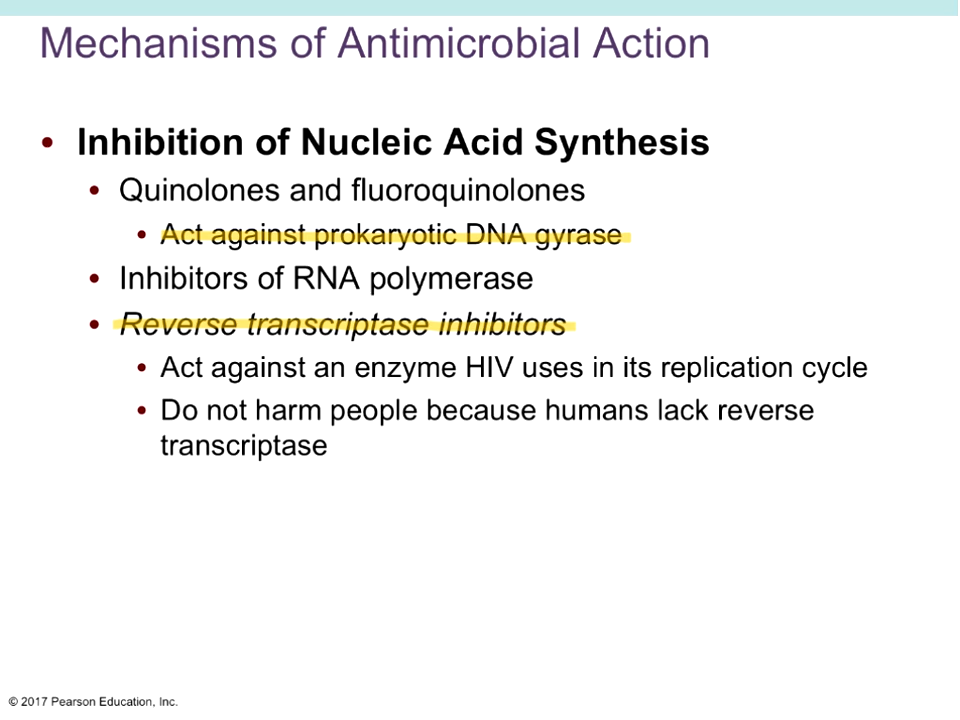 Mechanisms of Antimicrobial Action
• Inhibition of Nucleic Acid Synthesis
• Quinolones and fluoroquinolones
• Act against prokaryotic DNA gyrase
• Inhibitors of RNA polymerase
• Reverse transcriptase inhibitors
• Act against an enzyme HIV uses in its replication cycle
• Do not harm people because humans lack reverse
transcriptase
© 2017 Pearson Education, Inc.